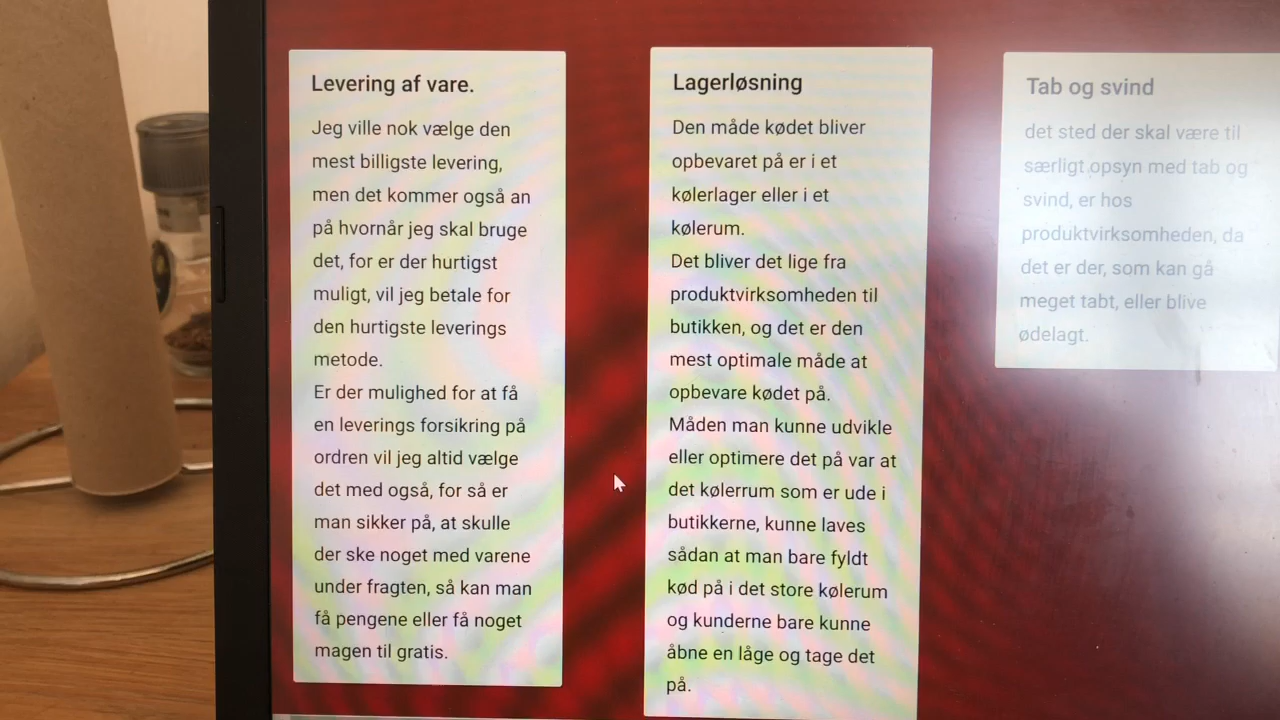 Levering af vare.
Jeg ville nok vælge den
mest billigste levering,
men det kommer også an
på hvornår jeg skal bruge
det, for er der hurtigst
muligt, vil jeg betale for
den hurtigste leverings
metode.
Er der mulighed for at få
en leverings forsikring på
ordren vil jeg altid vælge
det med også, for så er
man sikker på, at skulle
der ske noget med varene
under fragten, så kan man
få pengene eller få noget
magen til gratis.
Lagerløsning
Den måde kødet bliver
opbevaret på er i et
kølerlager eller i et
kølerum.
Det bliver det lige fra
produktvirksomheden til
butikken, og det er den
mest optimale måde at
opbevare kødet på.
Måden man kunne udvikle
eller optimere det på var at
det kølerrum som er ude i
butikkerne, kunne laves
sådan at man bare fyldt
kød på i det store kølerum
og kunderne bare kunne
åbne en låge og tage det
på.
Tab og svind
det sted der skal være til
særligt opsyn med tab og
svind, er hos
produktvirksomheden, da
det er der, som kan gå
meget tabt, eller blive
ødelagt.